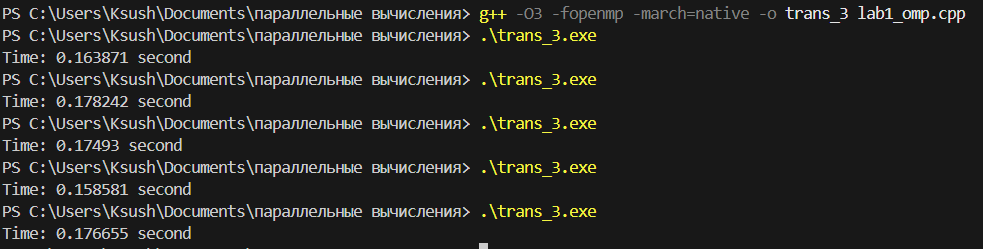 PS C:\Users\Ksush\Documents\параллельные вычисления> g++ -O3 -fopenmp -march=native -o trans_3 lab1_omp.cpp
PS C:\Users\Ksush\Documents\параллельные вычисления> .\trans_3.exe
Time: 0.163871 second
PS C:\Users\Ksush\Documents\параллельные вычисления> .\trans_3.exe
Time: 0.178242 second
PS C:\Users\Ksush\Documents\параллельные вычисления> .\trans_3.exe
Time: 0.17493 second
PS C:\Users\Ksush\Documents\параллельные вычисления> .\trans_3.exe
Time: 0.158581 second
PS C:\Users\Ksush\Documents\параллельные вычисления> .\trans_3.exe
Time: 0.176655 second